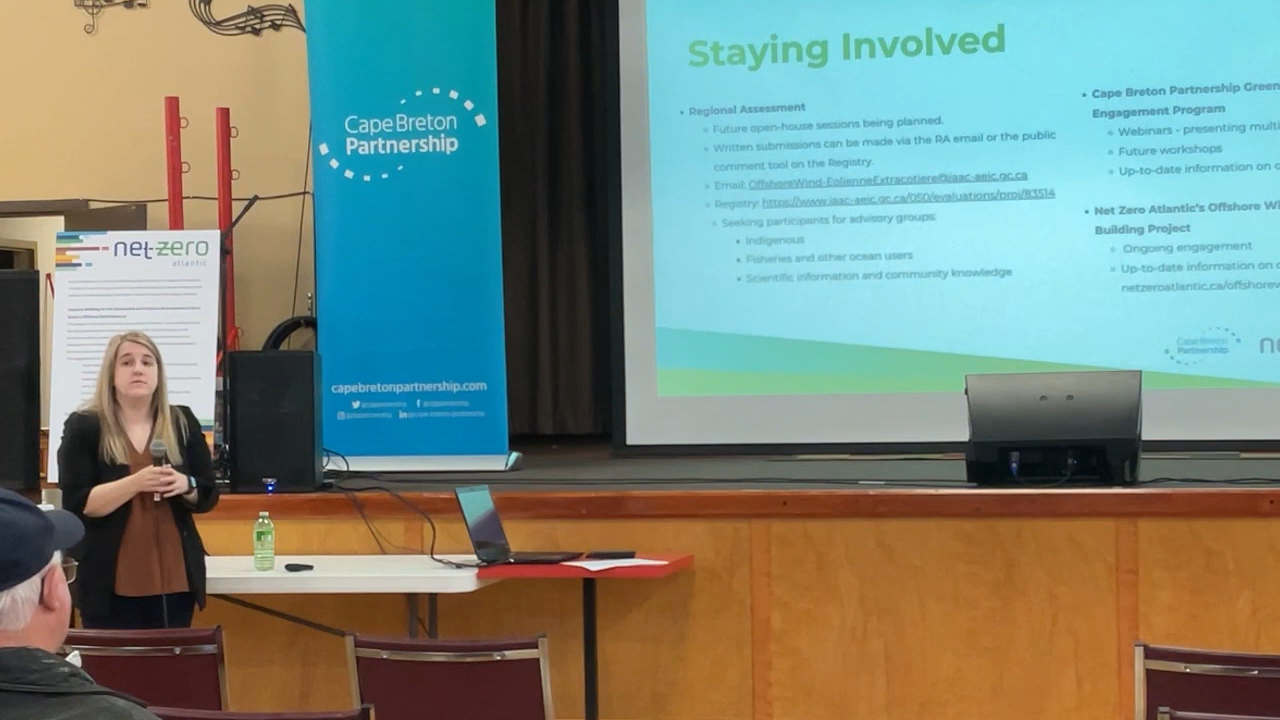 net zero
atlantic
Cape Breton
Partnership
capebretonpartnership.com
Staying Involved
• Regional Assessment
Future open-house sessions being planned.
Written submissions can be made via the RA email or the public
comment tool on the Registry.
Email: OffshoreWind-EolienneExtracotiere@iaac-aeic.gc.ca
Registry: https://www.iaac-aeic.gc.ca/050/evaluations/proj/83514
Seeking participants for advisory groups:
Indigenous
Fisheries and other ocean users
Scientific information and community knowledge
• Cape Breton Partnership Green
Engagement Program
Webinars - presenting multi
Future workshops
Up-to-date information on
• Net Zero Atlantic's Offshore Wi
Building Project
Ongoing engagement
Up-to-date information on
netzeroatlantic.ca/offshorew
Cape Breton
Partnership